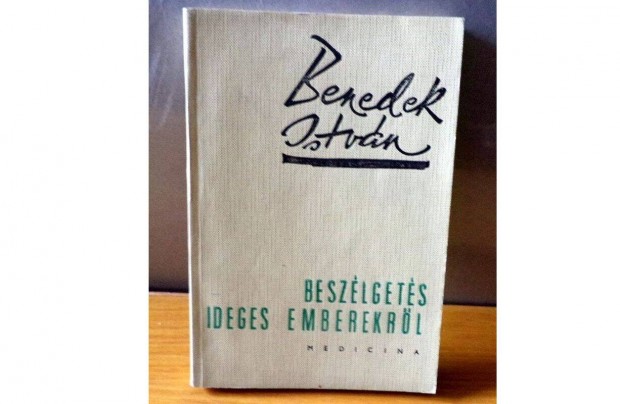 Benedek
István
BESZÉLGETÉS
IDEGES EMBEREKRŐL
MEDICINA